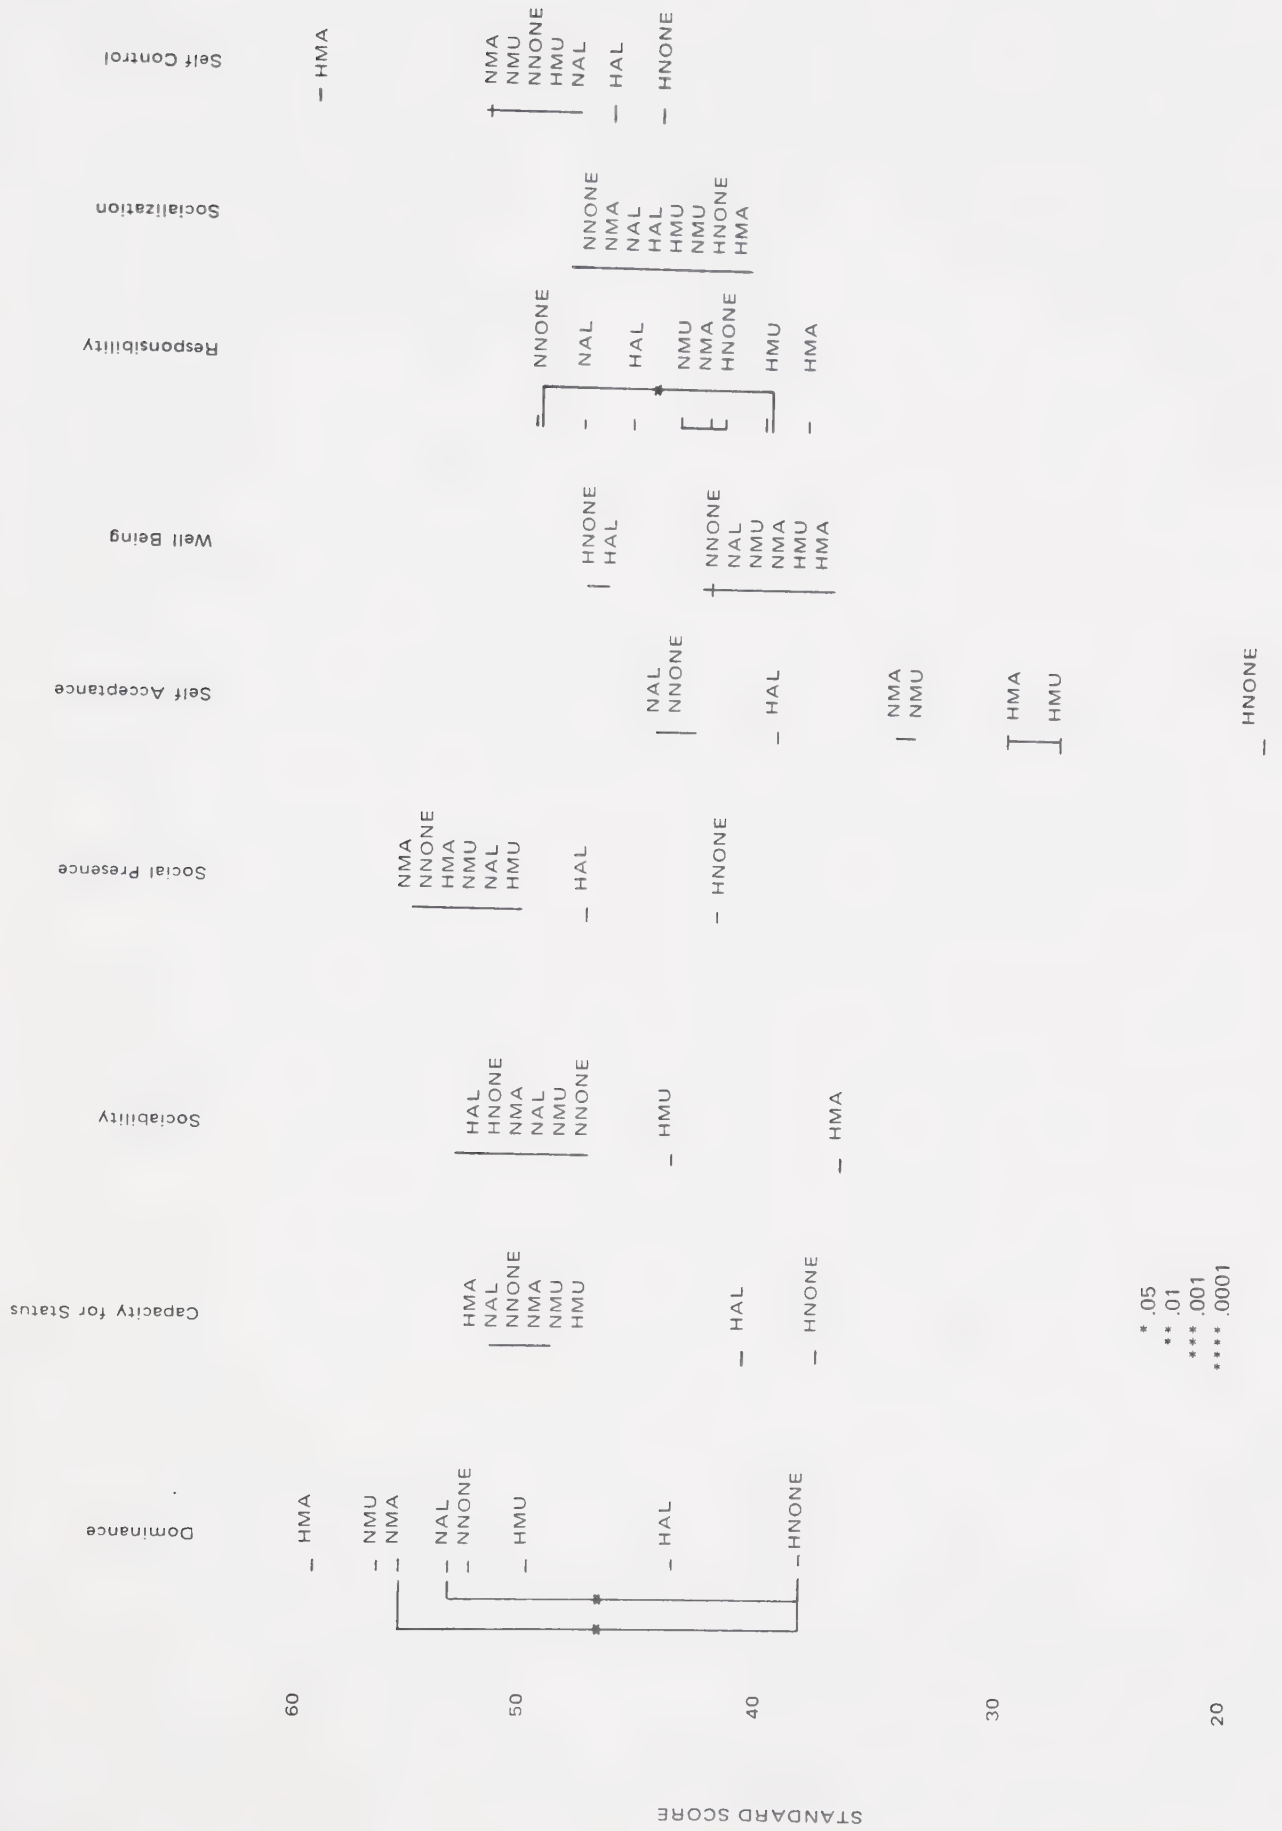 STANDARD SCORE
60
50
40
30
20
Dominance
HMA
NMU
NMA
NAL
NNONE
HMU
HAL
HNONE
Capacity for Status
HMA
NAL
NNONE
NMA
NMU
HMU
HAL
HNONE
* .05
** .01
*** .001
**** .0001
Sociability
HAL
HNONE
NMA
NAL
NMU
NNONE
HMU
HMA
Social Presence
NMA
NNONE
HMA
NMU
NAL
HMU
HAL
HNONE
Self Acceptance
NAL
NNONE
HAL
NMA
NMU
HMA
HMU
HNONE
Well Being
HNONE
HAL
NNONE
NAL
NMU
NMA
HMU
HMA
Responsibility
NNONE
NAL
HAL
NMU
NMA
HNONE
HMU
HMA
Socialization
NNONE
NMA
NAL
HAL
HMU
NMU
HNONE
HMA
Self Control
HMA
NMA
NMU
NNONE
HMU
NAL
HAL
HNONE